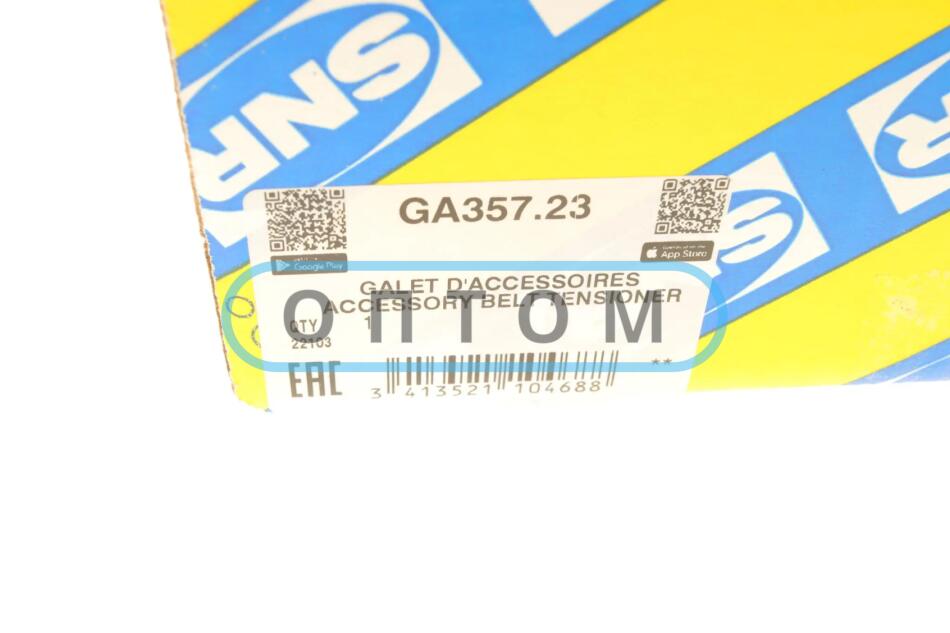 SNR
SNR
GA357.23
Google Play
App Store
GALET D'ACCESSOIRES
ACCESSORY BELT TENSIONER
ОПТОМ
QTY 1
22103
EAC
**
3 413521 104688